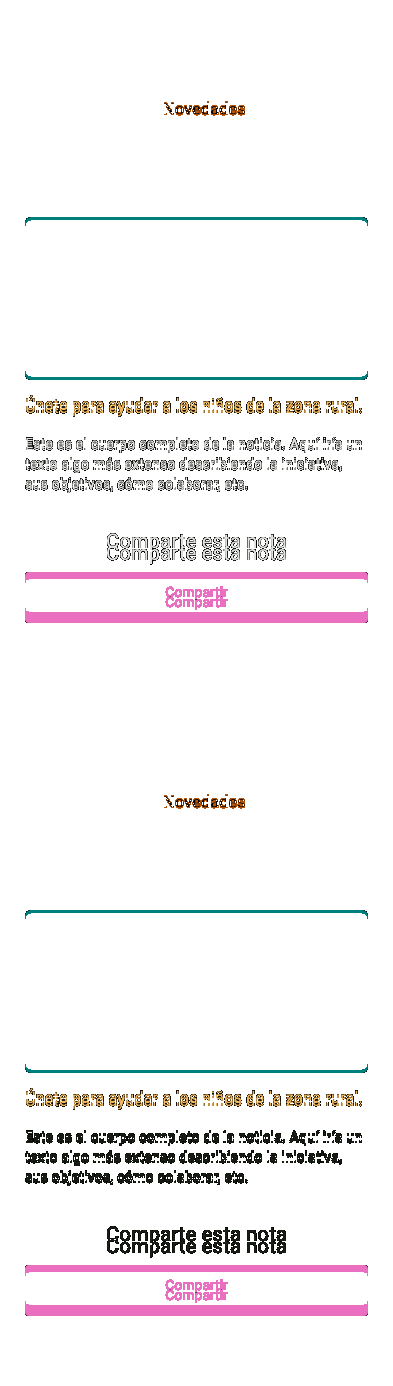 Novedades
Únete para ayudar a los niños de la zona rural.
Este es el cuerpo completo de la noticia. Aquí iría un
texto algo más extenso describiendo la iniciativa,
sus objetivos, cómo colaborar, etc.
Comparte esta nota
Comparte esta nota
Compartir
Compartir
Novedades
Únete para ayudar a los niños de la zona rural.
Este es el cuerpo completo de la noticia. Aquí iría un
texto algo más extenso describiendo la iniciativa,
sus objetivos, cómo colaborar, etc.
Comparte esta nota
Comparte esta nota
Compartir
Compartir